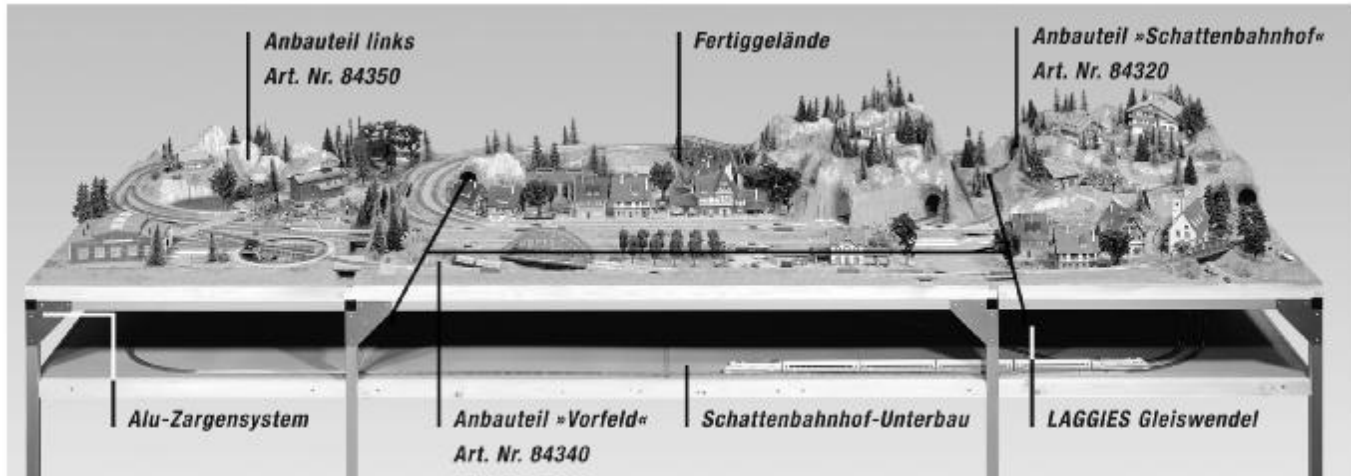 Anbauteil links
Art. Nr. 84350
Fertiggelände
Anbauteil »Schattenbahnhof«
Art. Nr. 84320
Alu-Zargensystem
Anbauteil »Vorfeld«
Art. Nr. 84340
Schattenbahnhof-Unterbau
LAGGIES Gleiswendel